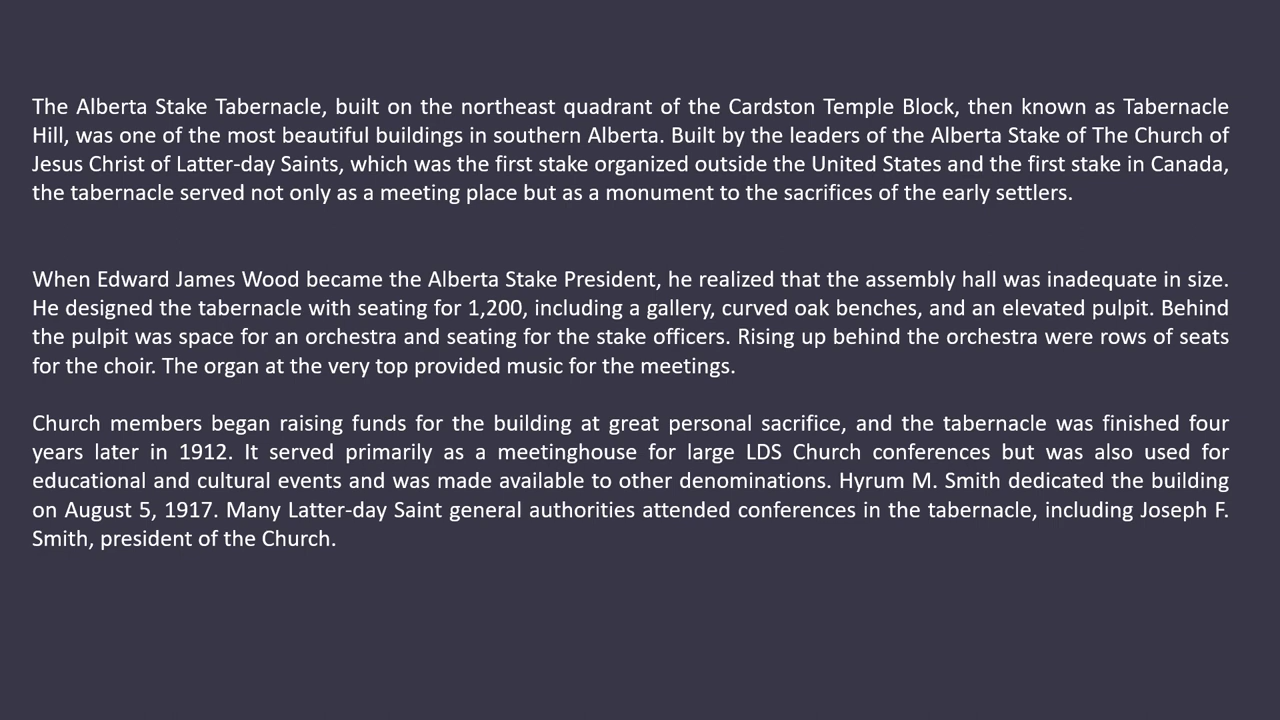 The Alberta Stake Tabernacle, built on the northeast quadrant of the Cardston Temple Block, then known as Tabernacle
Hill, was one of the most beautiful buildings in southern Alberta. Built by the leaders of the Alberta Stake of The Church of
Jesus Christ of Latter-day Saints, which was the first stake organized outside the United States and the first stake in Canada,
the tabernacle served not only as a meeting place but as a monument to the sacrifices of the early settlers.
When Edward James Wood became the Alberta Stake President, he realized that the assembly hall was inadequate in size.
He designed the tabernacle with seating for 1,200, including a gallery, curved oak benches, and an elevated pulpit. Behind
the pulpit was space for an orchestra and seating for the stake officers. Rising up behind the orchestra were rows of seats
for the choir. The organ at the very top provided music for the meetings.
Church members began raising funds for the building at great personal sacrifice, and the tabernacle was finished four
years later in 1912. It served primarily as a meetinghouse for large LDS Church conferences but was also used for
educational and cultural events and was made available to other denominations. Hyrum M. Smith dedicated the building
on August 5, 1917. Many Latter-day Saint general authorities attended conferences in the tabernacle, including Joseph F.
Smith, president of the Church.